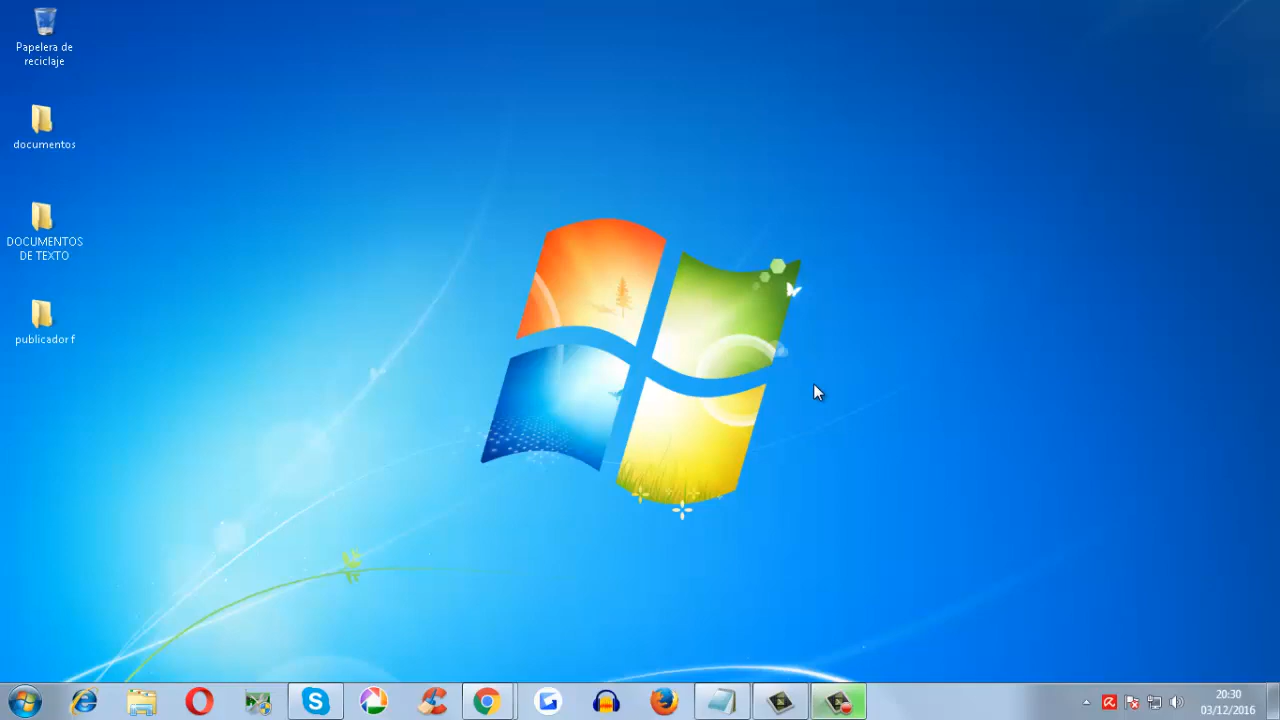 Papelera de
reciclaje
documentos
DOCUMENTOS
DE TEXTO
publicador f
20:30
03/12/2016